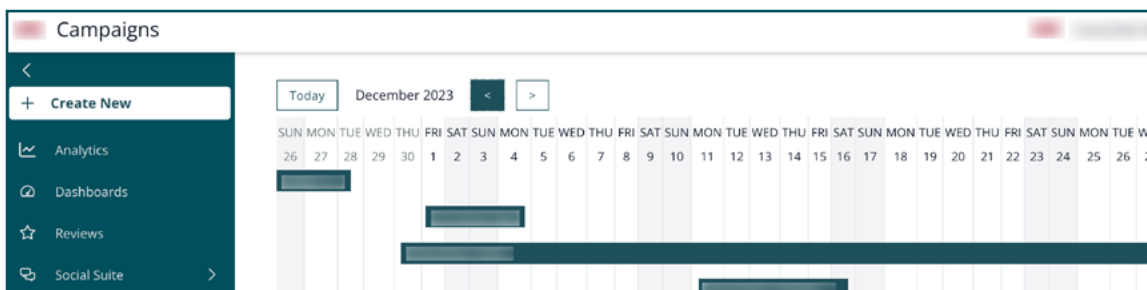 Campaigns
<
+ Create New
Analytics
Dashboards
Reviews
Social Suite >
Today December 2023 < >
SUN MON TUE WED THU FRI SAT SUN MON TUE WED THU FRI SAT SUN MON TUE WED THU FRI SAT SUN MON TUE WED THU FRI SAT SUN MON TUE
26 27 28 29 30 1 2 3 4 5 6 7 8 9 10 11 12 13 14 15 16 17 18 19 20 21 22 23 24 25 26